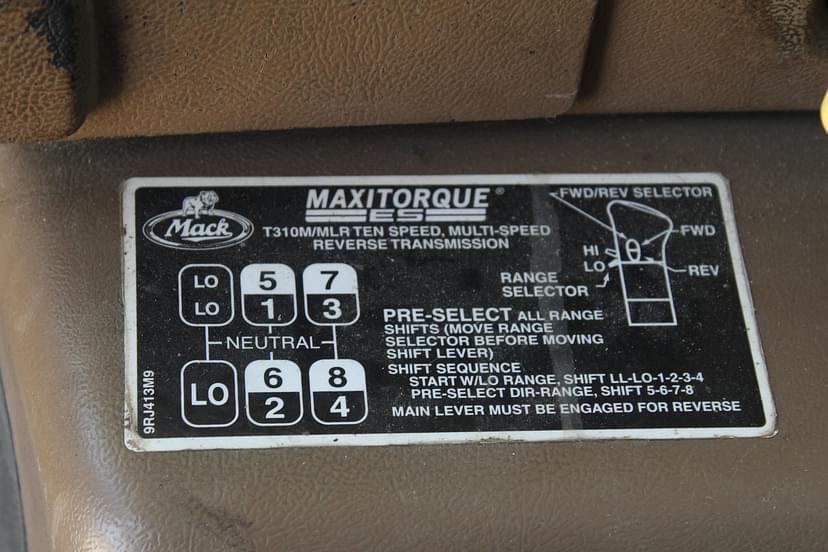 Mack
MAXITORQUE®
ES
T310M/MLR TEN SPEED, MULTI-SPEED
REVERSE TRANSMISSION
FWD/REV SELECTOR
FWD
HI
LO
REV
RANGE
SELECTOR
LO
LO
5
1
7
3
NEUTRAL
LO
6
2
8
4
PRE-SELECT ALL RANGE
SHIFTS (MOVE RANGE
SELECTOR BEFORE MOVING
SHIFT LEVER)
SHIFT SEQUENCE
START W/LO RANGE, SHIFT LL-LO-1-2-3-4
PRE-SELECT DIR-RANGE, SHIFT 5-6-7-8
MAIN LEVER MUST BE ENGAGED FOR REVERSE
9RJ413M9